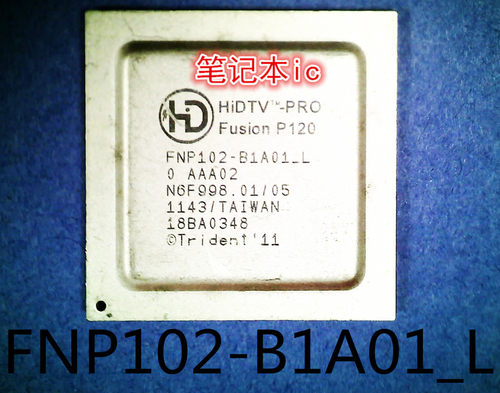 笔记本ic
HD
HiDTV™-PRO
Fusion P120
FNP102-B1A01_L
0 AAA02
N6F998.01/05
1143/TAIWAN
18BA0348
©Trident'11
FNP102-B1A01_L